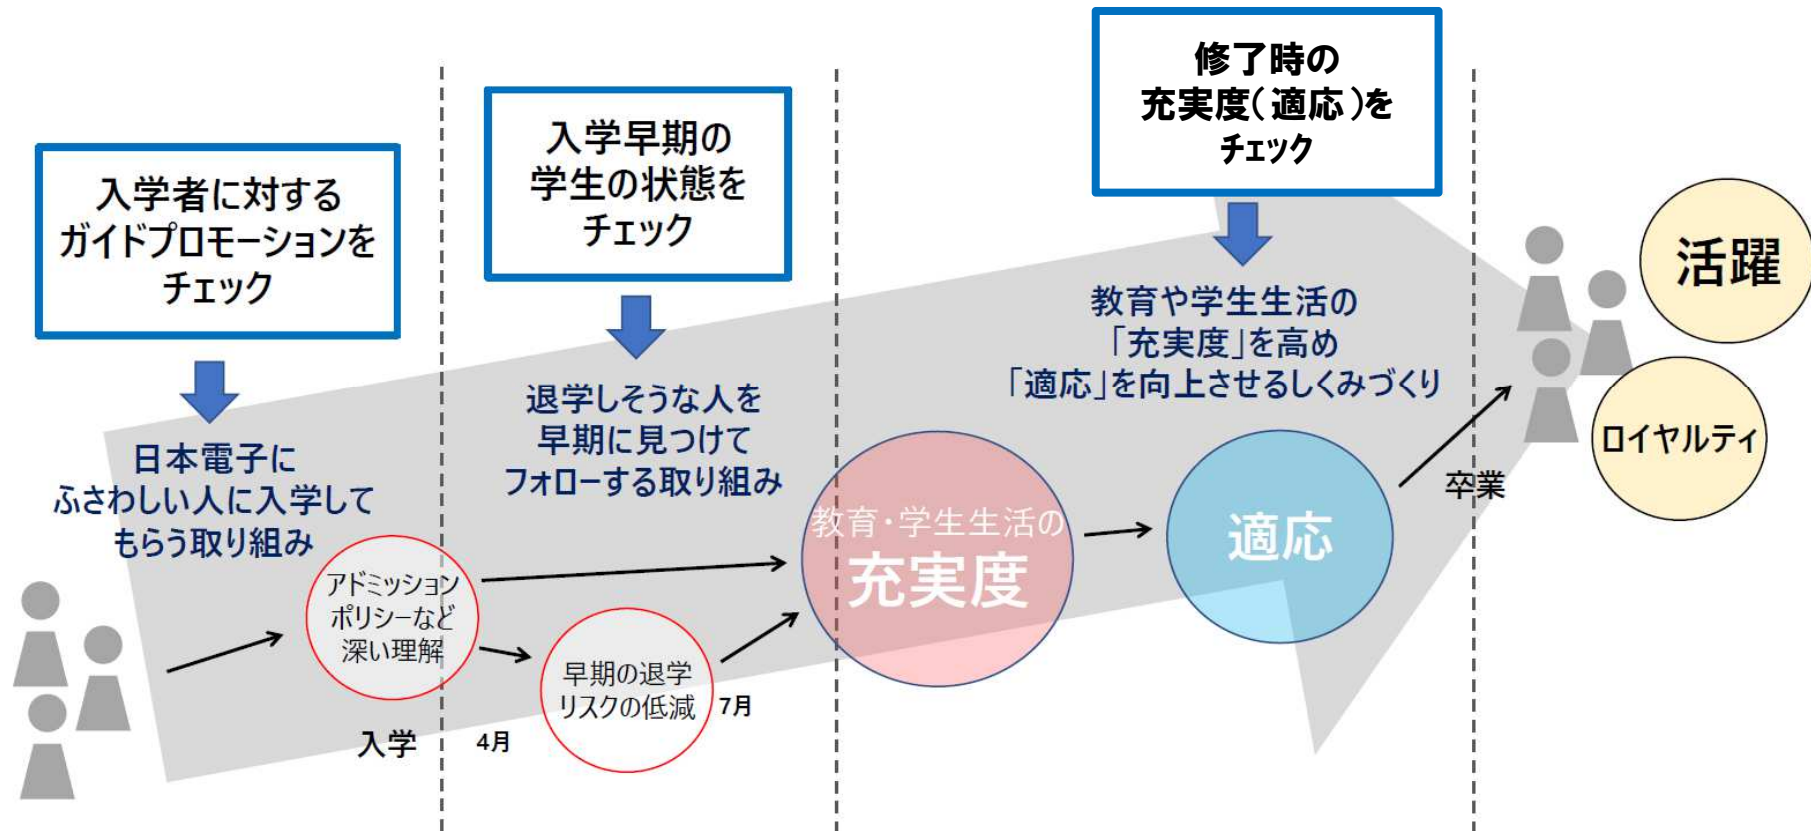 入学者に対する
ガイドプロモーションを
チェック
日本電子に
ふさわしい人に入学して
もらう取り組み
アドミッション
ポリシーなど
深い理解
入学
入学早期の
学生の状態を
チェック
退学しそうな人を
早期に見つけて
フォローする取り組み
4月
早期の退学
リスクの低減
7月
修了時の
充実度(適応)を
チェック
教育や学生生活の
「充実度」を高め
「適応」を向上させるしくみづくり
教育・学生生活の
充実度
適応
卒業
活躍
ロイヤルティ